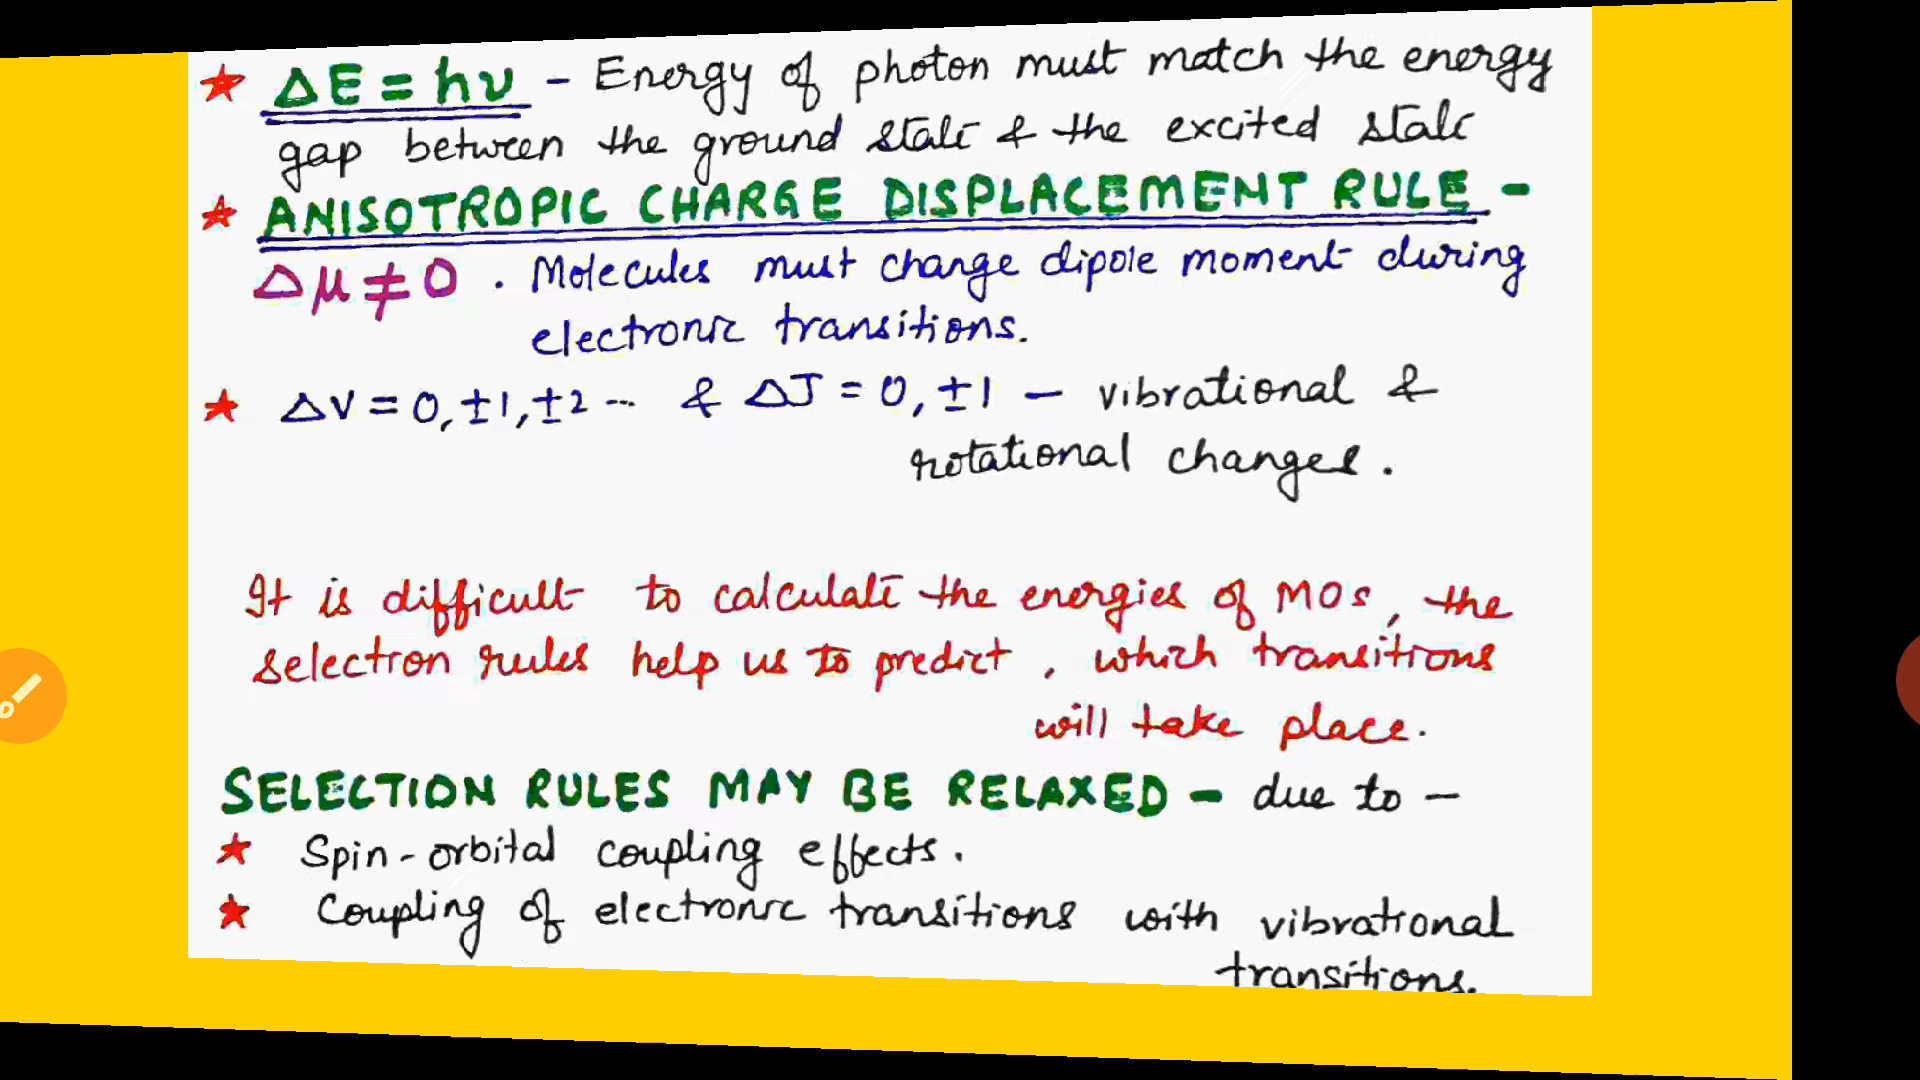 ★ ΔE = hν - Energy of photon must match the energy
gap between the ground state & the excited state
★ ANISOTROPIC CHARGE DISPLACEMENT RULE -
Δμ ≠ 0 . Molecules must change dipole moment during
electronic transitions.
★ ΔV = 0, ±1, ±2 --- & ΔJ = 0, ±1 - vibrational &
rotational changes.
It is difficult to calculate the energies of MOs, the
selection rules help us to predict, which transitions
will take place.
SELECTION RULES MAY BE RELAXED - due to -
★ Spin-orbital coupling effects.
★ Coupling of electronic transitions with vibrational
transitions.